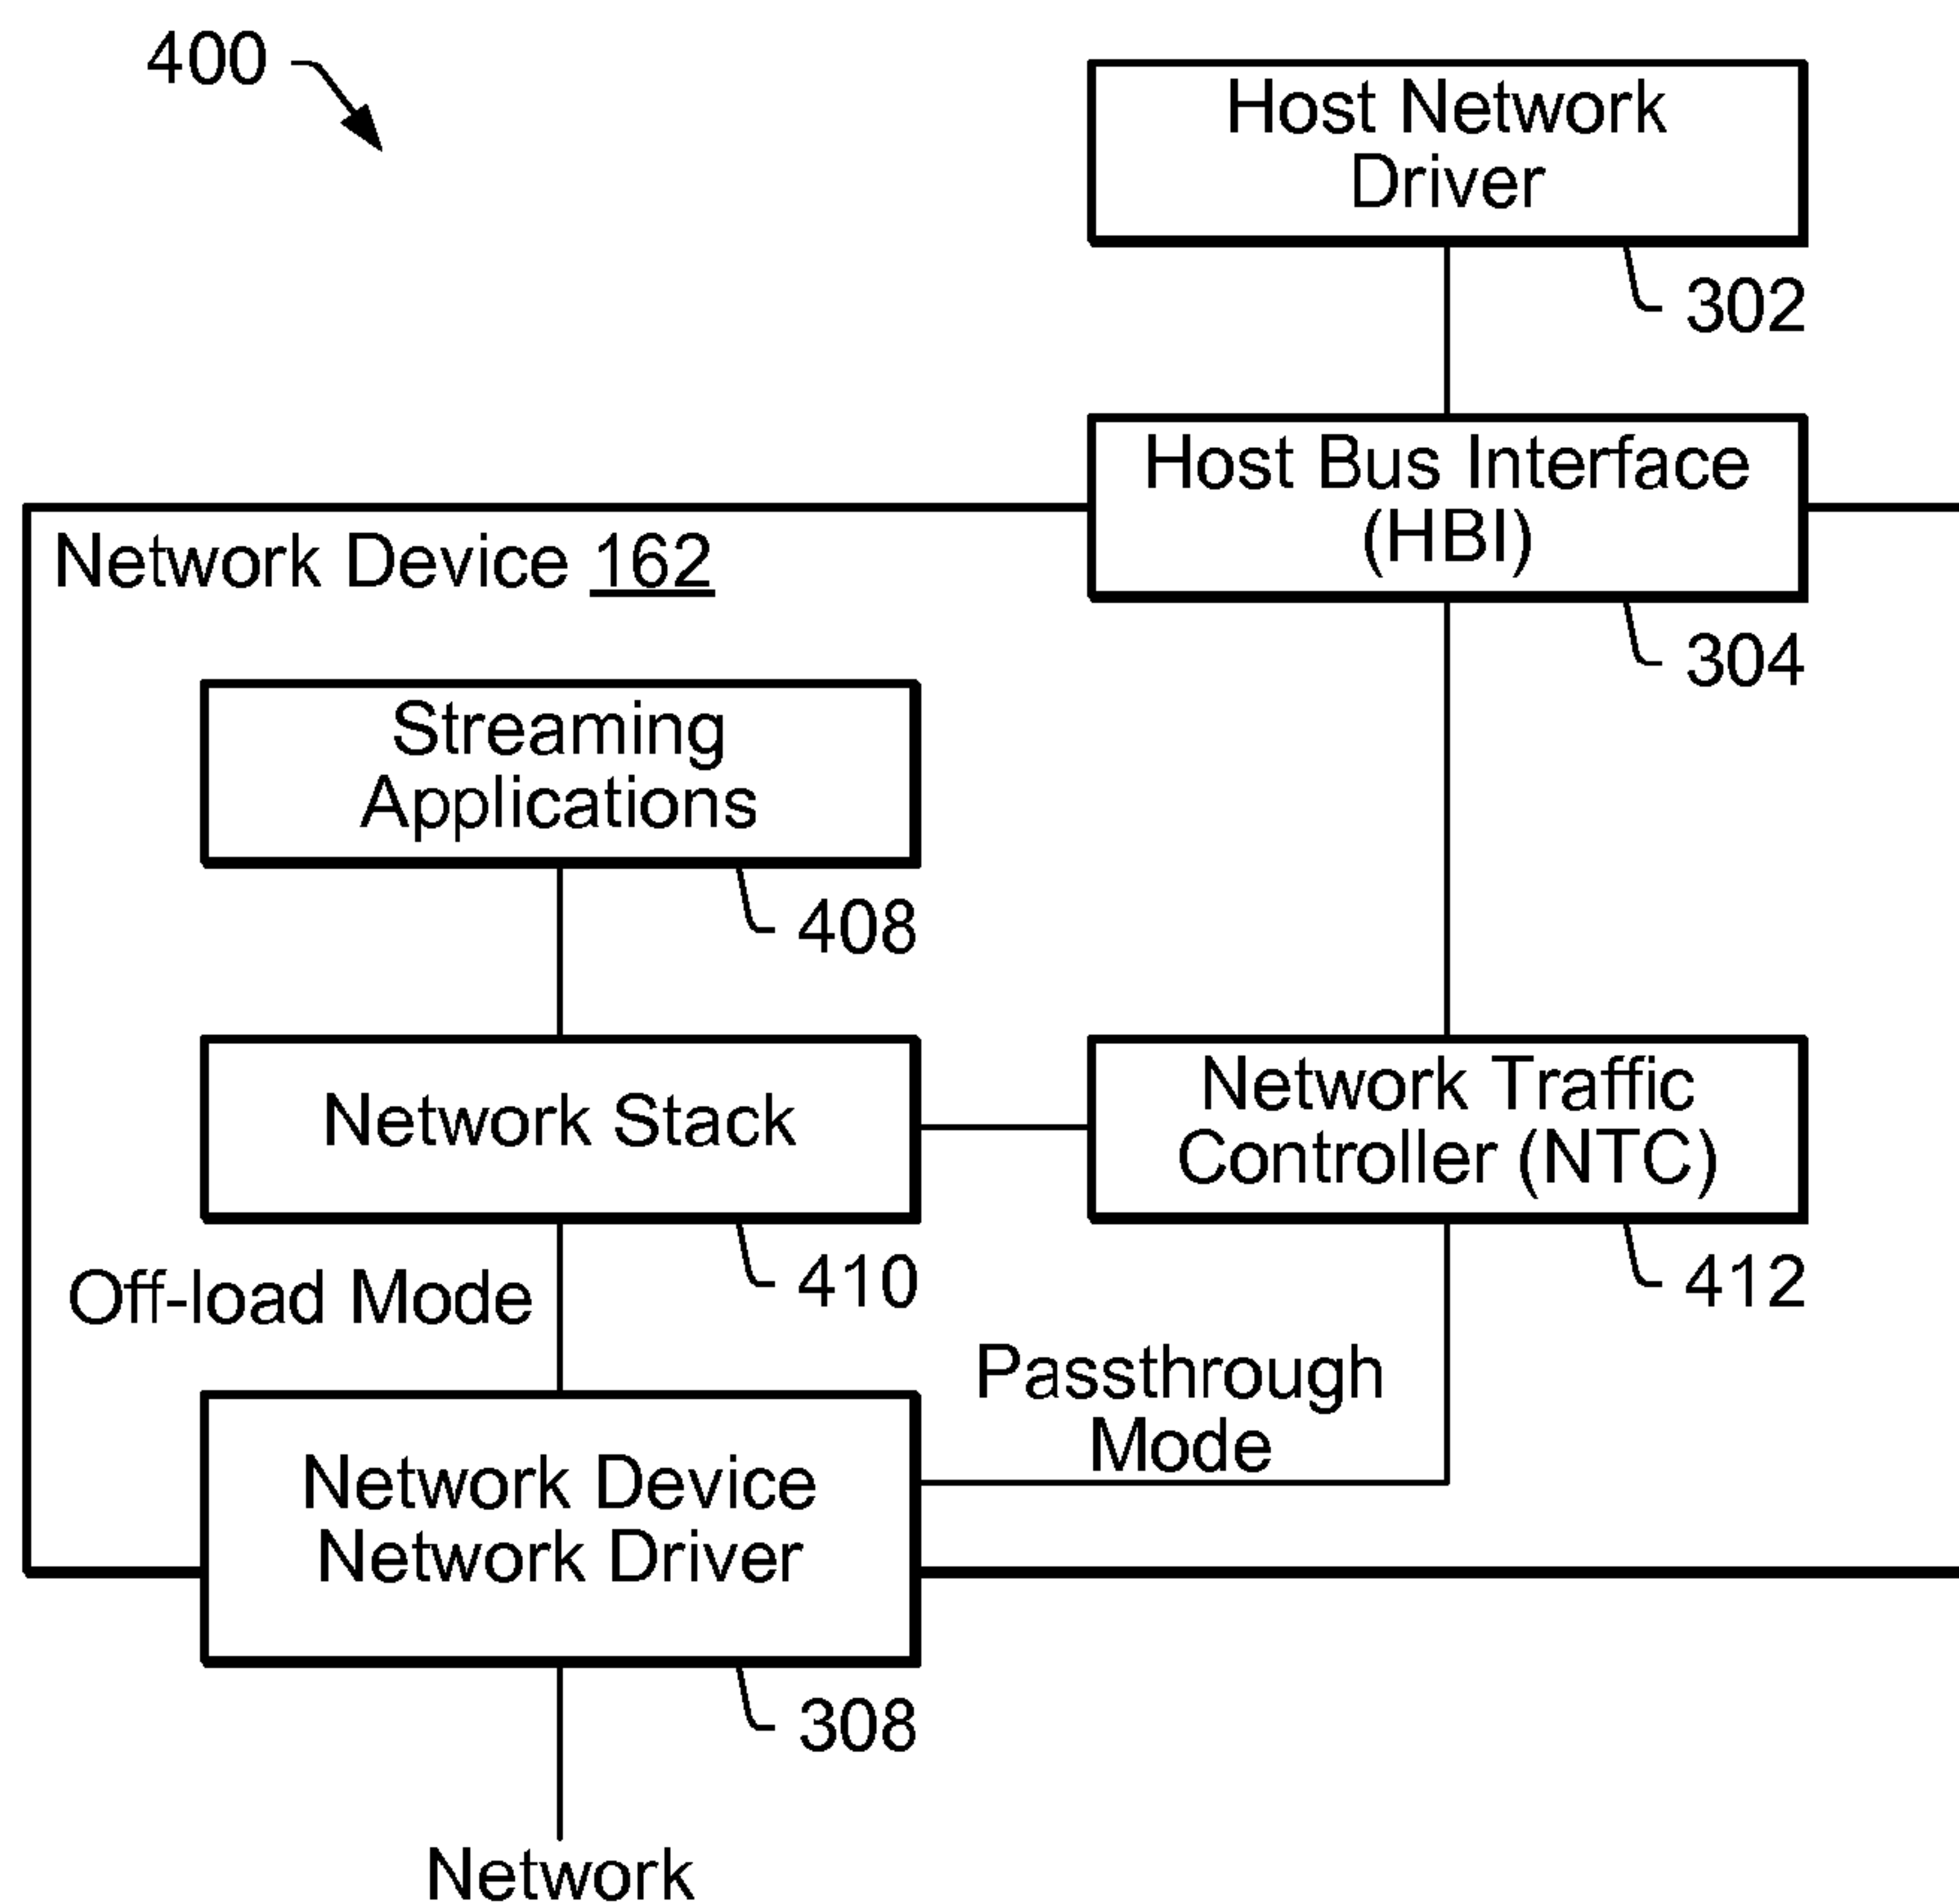 400
Host Network
Driver
302
Host Bus Interface
(HBI)
304
Network Device 162
Streaming
Applications
408
Network Stack
410
Network Traffic
Controller (NTC)
412
Off-load Mode
Passthrough
Mode
Network Device
Network Driver
308
Network